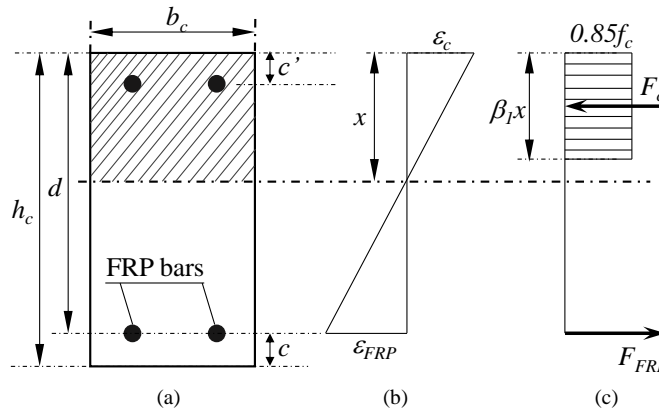 b_c
ε_c
0.85f_c
c'
x
β_1x
F_c
d
h_c
FRP bars
c
ε_FRP
F_FRP
(a)
(b)
(c)